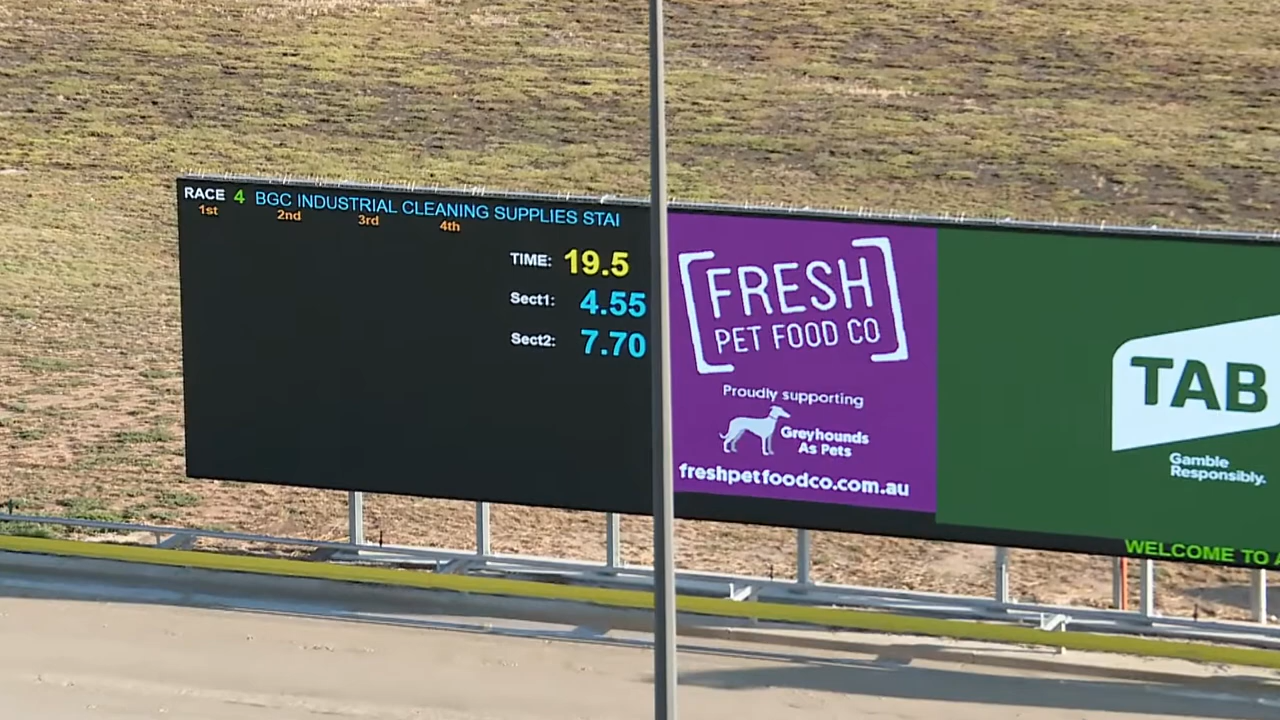 RACE 4 BGC INDUSTRIAL CLEANING SUPPLIES STAI
1st 2nd 3rd 4th
TIME: 19.5
Sect1: 4.55
Sect2: 7.70
FRESH
PET FOOD CO
Proudly supporting
Greyhounds
As Pets
freshpetfoodco.com.au
TAB
Gamble
Responsibly.
WELCOME TO